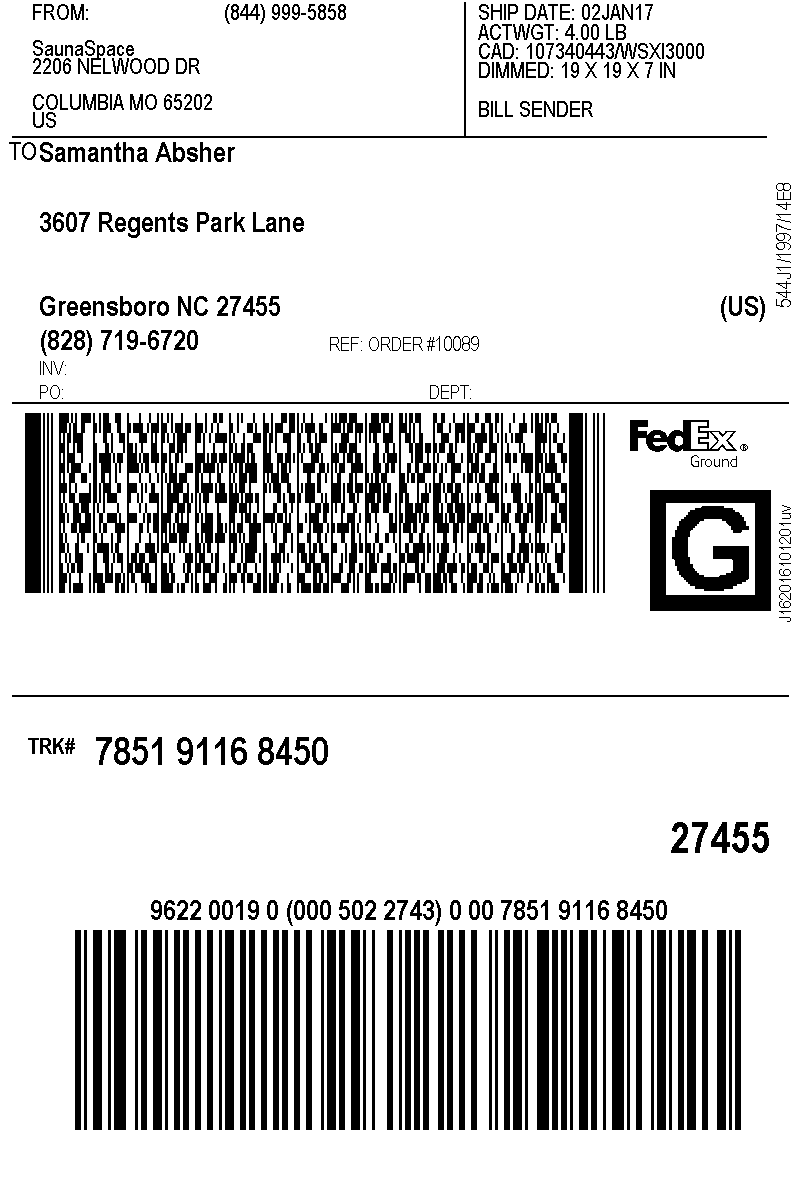 FROM: (844) 999-5858
SaunaSpace
2206 NELWOOD DR
COLUMBIA MO 65202
US
SHIP DATE: 02JAN17
ACTWGT: 4.00 LB
CAD: 107340443/WSXI3000
DIMMED: 19 X 19 X 7 IN
BILL SENDER
TO Samantha Absher
3607 Regents Park Lane
Greensboro NC 27455 (US)
(828) 719-6720 REF: ORDER #10089
INV:
PO: DEPT:
544J1/1997/14E8
FedEx®
Ground
G
J162016101201uv
TRK# 7851 9116 8450
27455
9622 0019 0 (000 502 2743) 0 00 7851 9116 8450